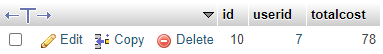 id userid totalcost
Edit Copy Delete 10 7 78